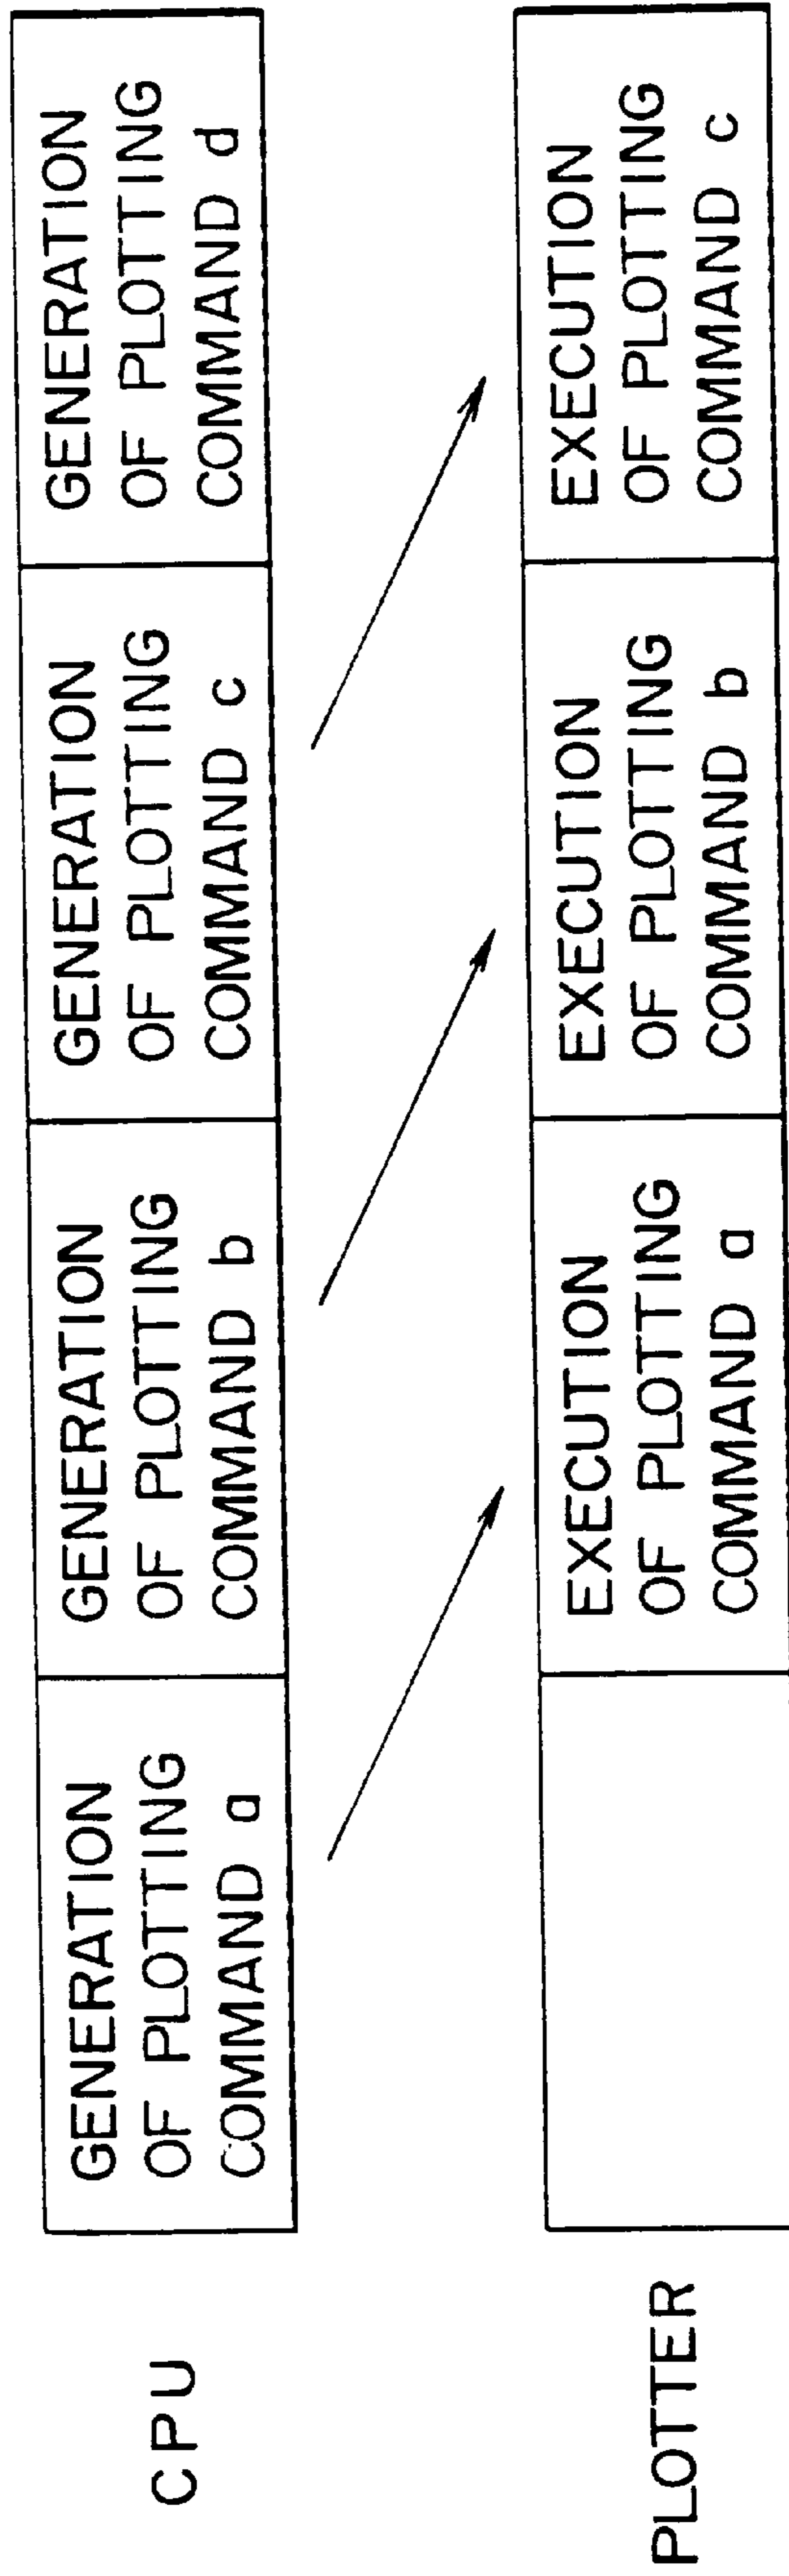 CPU
GENERATION
OF PLOTTING
COMMAND a
GENERATION
OF PLOTTING
COMMAND b
GENERATION
OF PLOTTING
COMMAND c
GENERATION
OF PLOTTING
COMMAND d
PLOTTER
EXECUTION
OF PLOTTING
COMMAND a
EXECUTION
OF PLOTTING
COMMAND b
EXECUTION
OF PLOTTING
COMMAND c